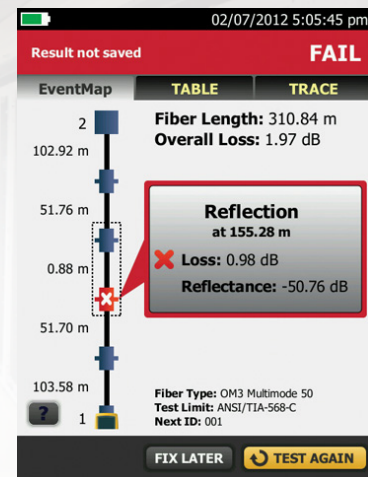 02/07/2012 5:05:45 pm
Result not saved
FAIL
EventMap
TABLE
TRACE
2
102.92 m
51.76 m
0.88 m
51.70 m
103.58 m
1
Fiber Length: 310.84 m
Overall Loss: 1.97 dB
Reflection
at 155.28 m
Loss: 0.98 dB
Reflectance: -50.76 dB
Fiber Type: OM3 Multimode 50
Test Limit: ANSI/TIA-568-C
Next ID: 001
?
FIX LATER
TEST AGAIN